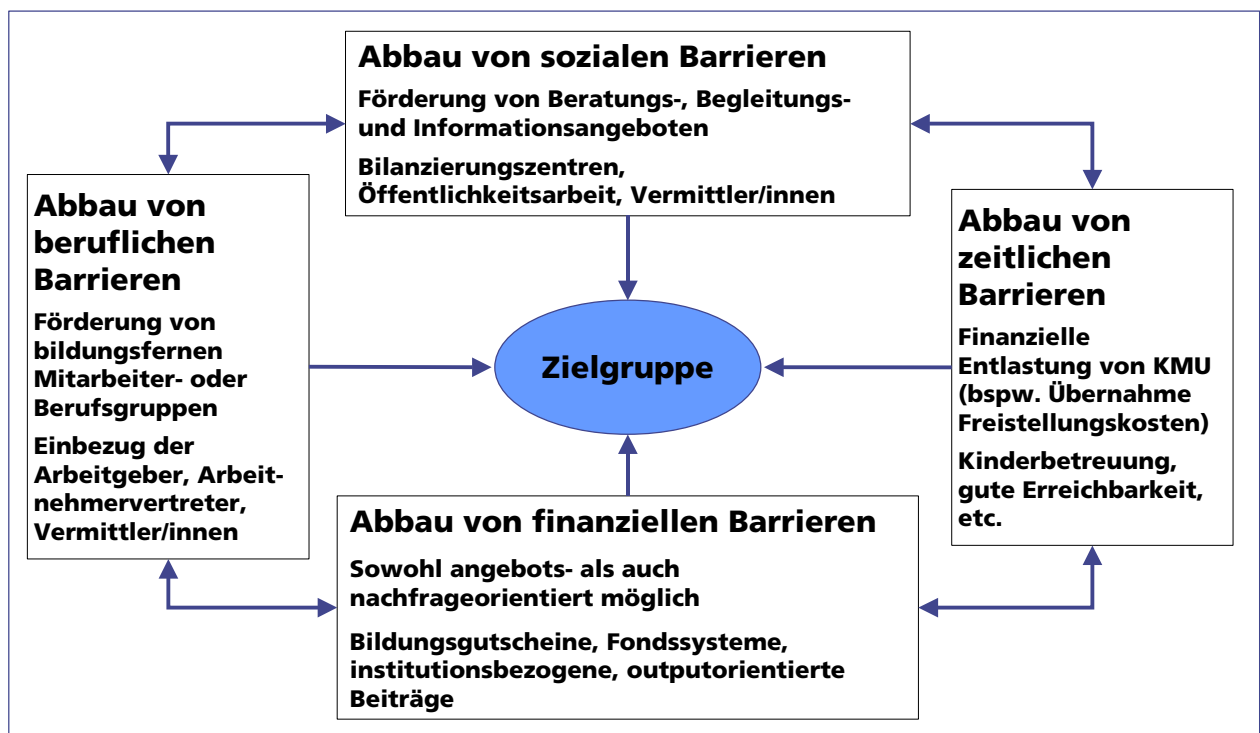 Abbau von sozialen Barrieren
Förderung von Beratungs-, Begleitungs-
und Informationsangeboten
Bilanzierungszentren,
Öffentlichkeitsarbeit, Vermittler/innen
Abbau von
beruflichen
Barrieren
Förderung von
bildungsfernen
Mitarbeiter- oder
Berufsgruppen
Einbezug der
Arbeitgeber, Arbeit-
nehmervertreter,
Vermittler/innen
Zielgruppe
Abbau von
zeitlichen
Barrieren
Finanzielle
Entlastung von KMU
(bspw. Übernahme
Freistellungskosten)
Kinderbetreuung,
gute Erreichbarkeit,
etc.
Abbau von finanziellen Barrieren
Sowohl angebots- als auch
nachfrageorientiert möglich
Bildungsgutscheine, Fondssysteme,
institutionsbezogene, outputorientierte
Beiträge